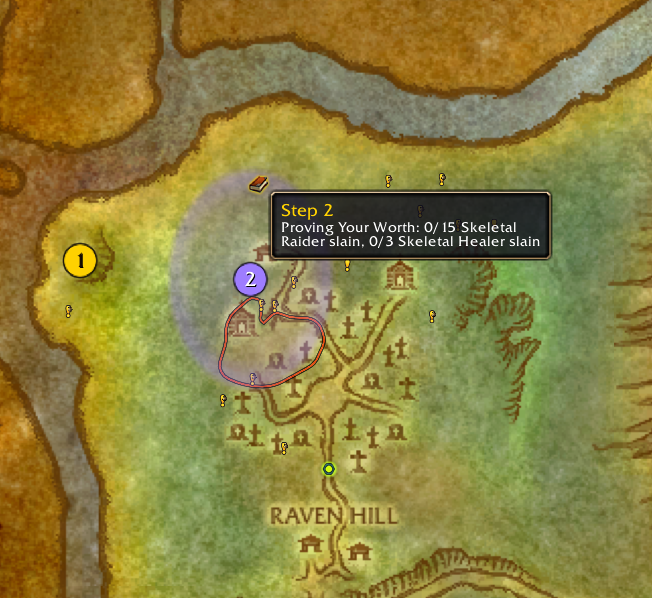 Step 2
Proving Your Worth: 0/15 Skeletal
Raider slain, 0/3 Skeletal Healer slain
1
2
RAVEN HILL